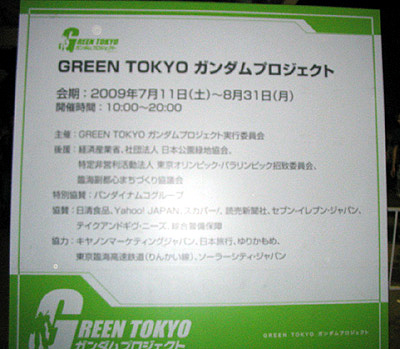 GREEN TOKYO
ガンダムプロジェクト
GREEN TOKYO ガンダムプロジェクト
会期：2009年7月11日(土)～8月31日(月)
開催時間：10:00～20:00
主催：GREEN TOKYO ガンダムプロジェクト実行委員会
後援：経済産業省、社団法人 日本公園緑地協会、
特定非営利活動法人 東京オリンピック・パラリンピック招致委員会、
臨海副都心まちづくり協議会
特別協賛：バンダイナムコグループ
協賛：日清食品、Yahoo! JAPAN、スカパー!、読売新聞社、セブン-イレブン・ジャパン、
テイクアンドギヴ・ニーズ、綜合警備保障
協力：キヤノンマーケティングジャパン、日本旅行、ゆりかもめ、
東京臨海高速鉄道(りんかい線)、ソーラーシティ・ジャパン
GREEN TOKYO
ガンダムプロジェクト
GREEN TOKYO ガンダムプロジェクト